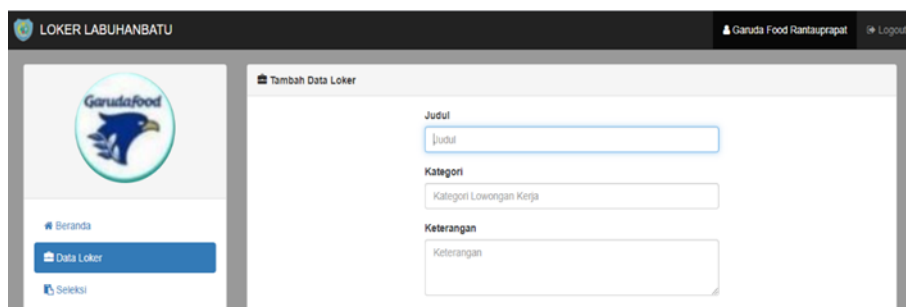 LOKER LABUHANBATU
Garuda Food Rantauprapat
Logout
Garudafood
Tambah Data Loker
Judul
Judul
Kategori
Kategori Lowongan Kerja
Keterangan
Keterangan
Beranda
Data Loker
Seleksi